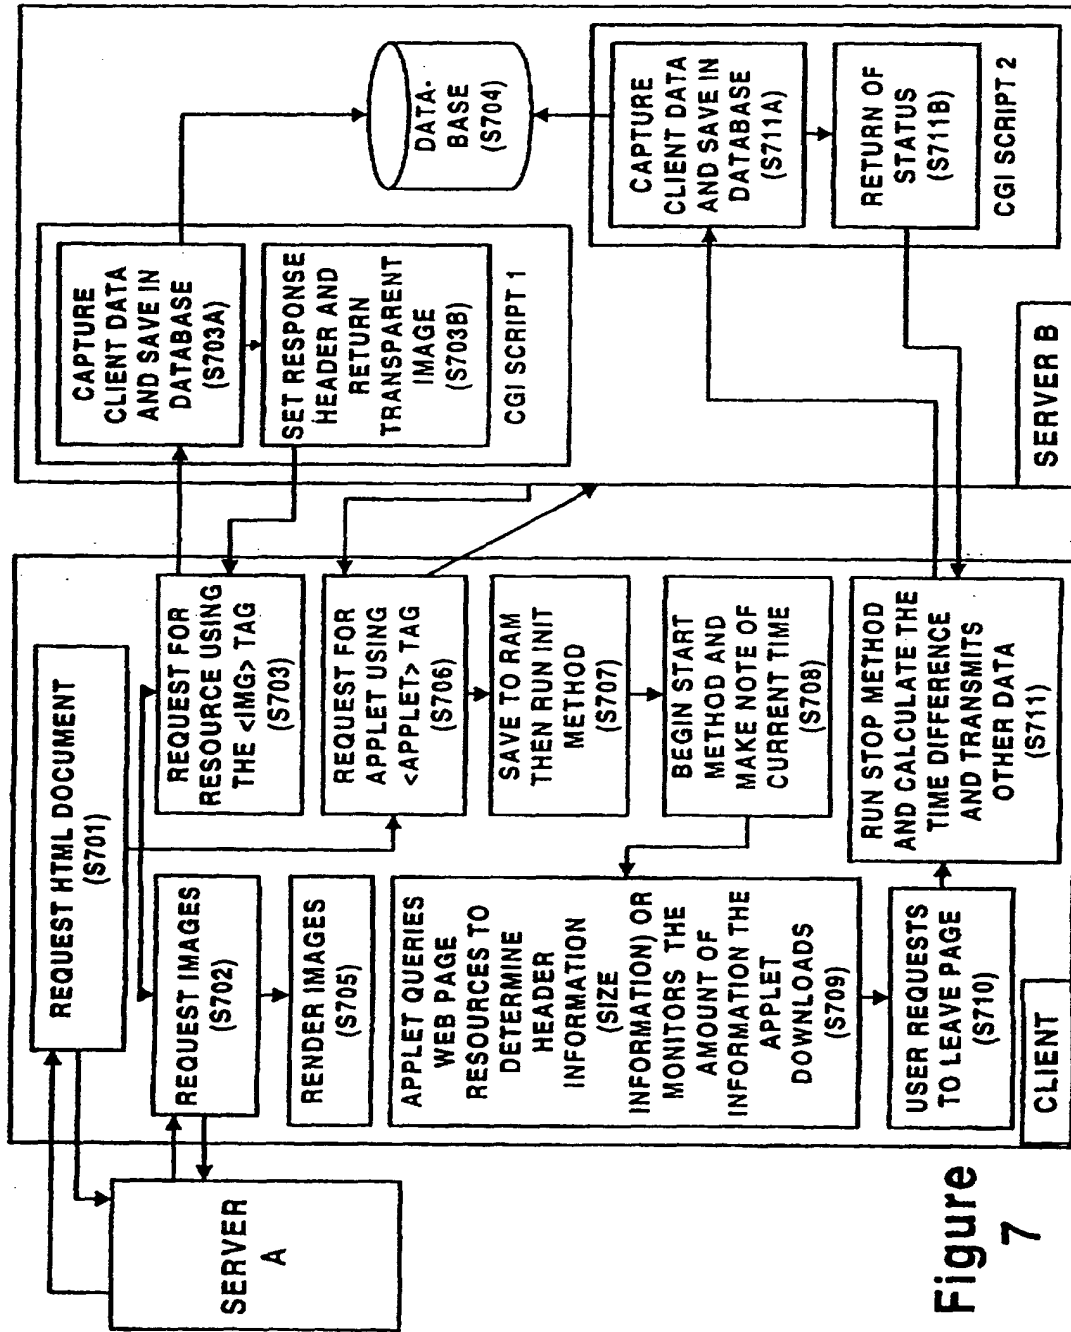 SERVER
A
REQUEST HTML DOCUMENT
(S701)
REQUEST IMAGES
(S702)
REQUEST FOR
RESOURCE USING
THE <IMG> TAG
(S703)
RENDER IMAGES
(S705)
REQUEST FOR
APPLET USING
<APPLET> TAG
(S706)
SAVE TO RAM
THEN RUN INIT
METHOD
(S707)
BEGIN START
METHOD AND
MAKE NOTE OF
CURRENT TIME
(S708)
APPLET QUERIES
WEB PAGE
RESOURCES TO
DETERMINE
HEADER
INFORMATION
(SIZE
INFORMATION) OR
MONITORS THE
AMOUNT OF
INFORMATION THE
APPLET
DOWNLOADS
(S709)
USER REQUESTS
TO LEAVE PAGE
(S710)
RUN STOP METHOD
AND CALCULATE THE
TIME DIFFERENCE
AND TRANSMITS
OTHER DATA
(S711)
CLIENT
CAPTURE
CLIENT DATA
AND SAVE IN
DATABASE
(S703A)
SET RESPONSE
HEADER AND
RETURN
TRANSPARENT
IMAGE
(S703B)
CGI SCRIPT 1
DATA-
BASE
(S704)
CAPTURE
CLIENT DATA
AND SAVE IN
DATABASE
(S711A)
RETURN OF
STATUS
(S711B)
CGI SCRIPT 2
SERVER B
Figure
7